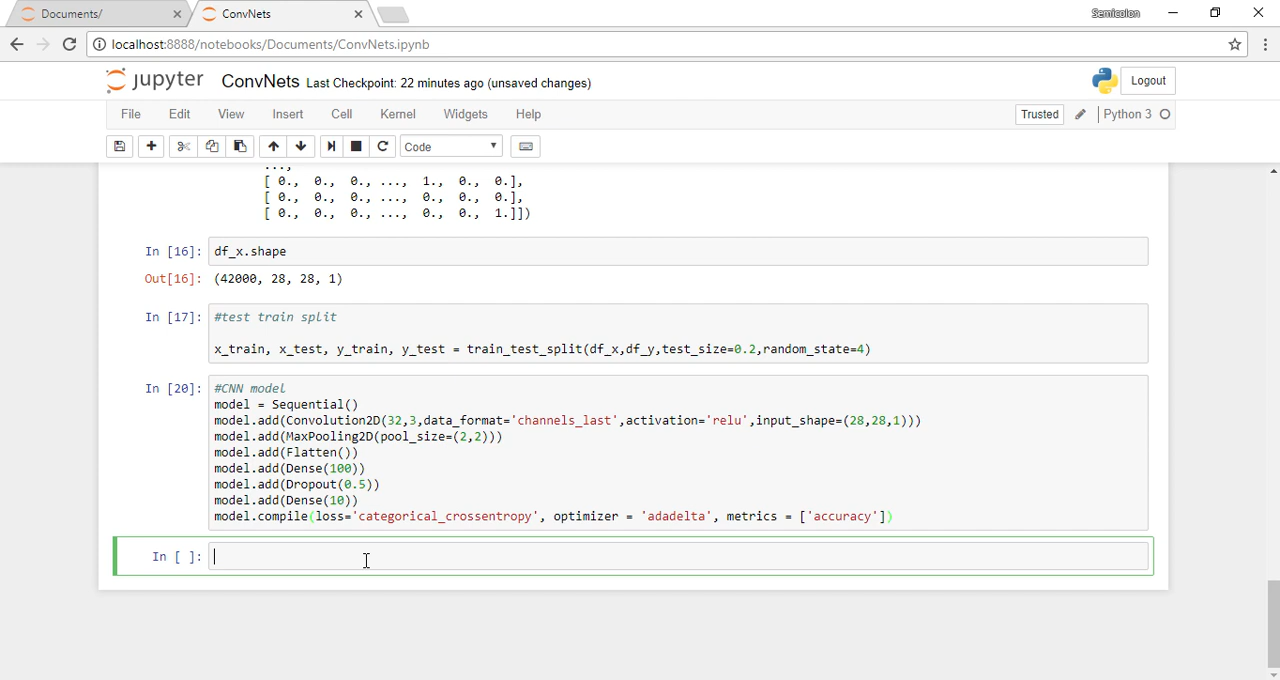 Documents/
ConvNets
Semicolon
localhost:8888/notebooks/Documents/ConvNets.ipynb
jupyter ConvNets Last Checkpoint: 22 minutes ago (unsaved changes)
Logout
File Edit View Insert Cell Kernel Widgets Help
Trusted
Python 3
Code
...,
[ 0., 0., 0., ..., 1., 0., 0.],
[ 0., 0., 0., ..., 0., 0., 0.],
[ 0., 0., 0., ..., 0., 0., 1.]])
In [16]: df_x.shape
Out[16]: (42000, 28, 28, 1)
In [17]: #test train split
x_train, x_test, y_train, y_test = train_test_split(df_x,df_y,test_size=0.2,random_state=4)
In [20]: #CNN model
model = Sequential()
model.add(Convolution2D(32,3,data_format='channels_last',activation='relu',input_shape=(28,28,1)))
model.add(MaxPooling2D(pool_size=(2,2)))
model.add(Flatten())
model.add(Dense(100))
model.add(Dropout(0.5))
model.add(Dense(10))
model.compile(loss='categorical_crossentropy', optimizer = 'adadelta', metrics = ['accuracy'])
In [ ]: